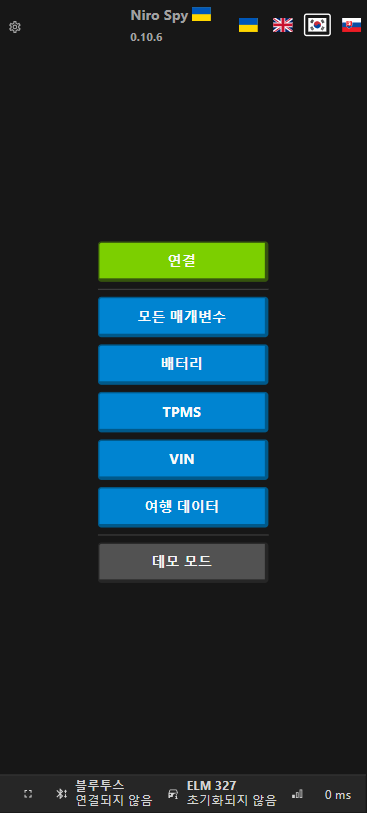 Niro Spy
0.10.6
연결
모든 매개변수
배터리
TPMS
VIN
여행 데이터
데모 모드
블루투스
연결되지 않음
ELM 327
초기화되지 않음
0 ms